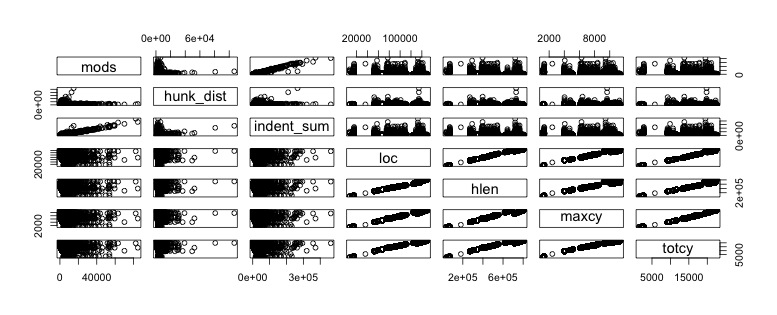 0e+00 6e+04 20000 100000 2000 8000
mods 0
hunk_dist 0e+00
indent_sum 0e+00
loc 20000
hlen 2e+05
maxcy 2000
totcy 5000
0 40000 0e+00 3e+05 2e+05 6e+05 5000 15000